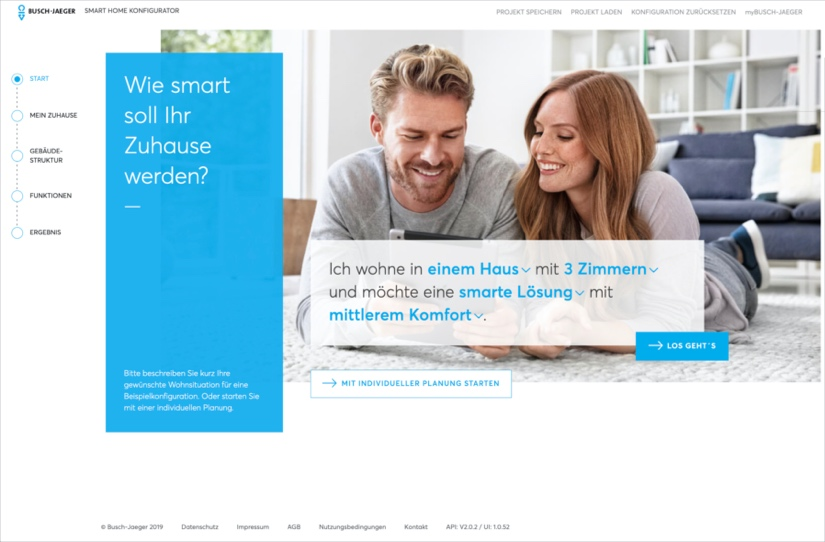 BUSCH-JAEGER SMART HOME KONFIGURATOR
PROJEKT SPEICHERN PROJEKT LADEN KONFIGURATION ZURÜCKSETZEN myBUSCH-JAEGER
START
MEIN ZUHAUSE
GEBÄUDE-
STRUKTUR
FUNKTIONEN
ERGEBNIS
Wie smart
soll Ihr
Zuhause
werden?
Bitte beschreiben Sie kurz Ihre
gewünschte Wohnsituation für eine
Beispielkonfiguration. Oder starten Sie
mit einer individuellen Planung.
Ich wohne in einem Haus mit 3 Zimmern
und möchte eine smarte Lösung mit
mittlerem Komfort.
LOS GEHT´S
MIT INDIVIDUELLER PLANUNG STARTEN
© Busch-Jaeger 2019 Datenschutz Impressum AGB Nutzungsbedingungen Kontakt API: V2.0.2 / UI: 1.0.52